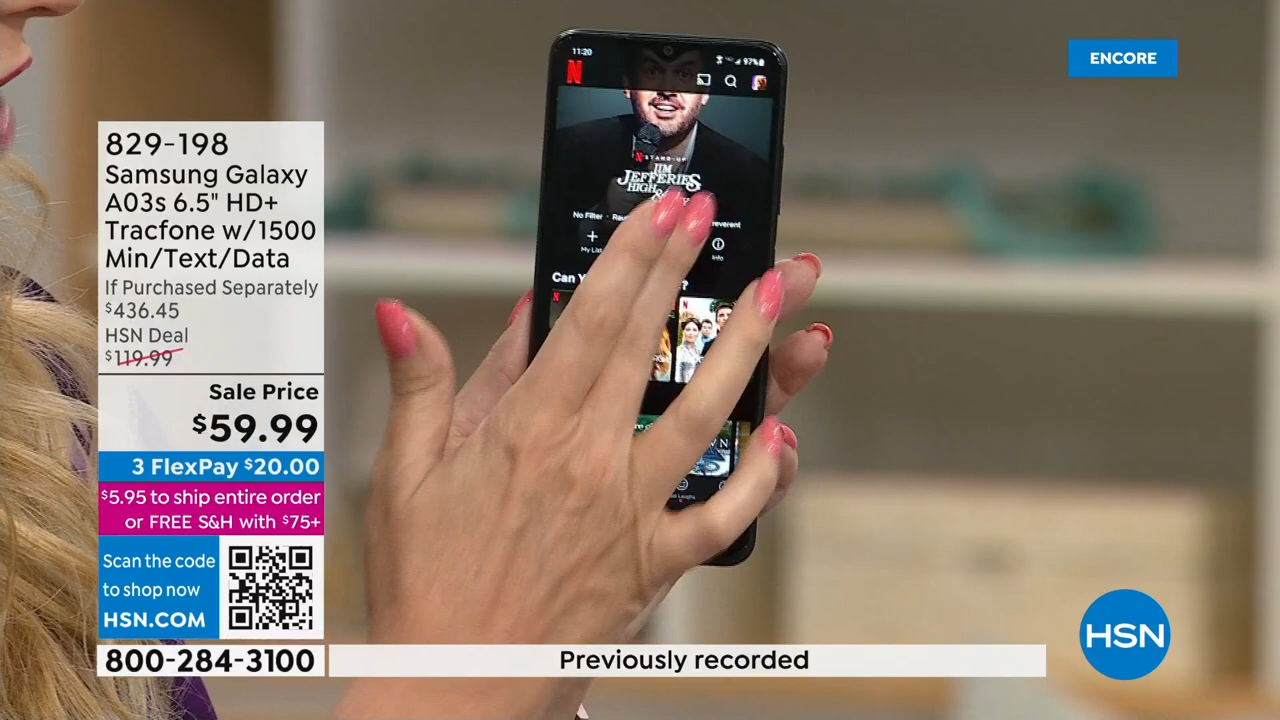 ENCORE
829-198
Samsung Galaxy
A03s 6.5" HD+
Tracfone w/1500
Min/Text/Data
If Purchased Separately
$436.45
HSN Deal
$119.99
Sale Price
$59.99
3 FlexPay $20.00
$5.95 to ship entire order
or FREE S&H with $75+
Scan the code
to shop now
HSN.COM
800-284-3100
Previously recorded
HSN
11:20
97%
N
N STAND-UP
JIM
JEFFERIES
HIGH &
No Filter
My List
Info